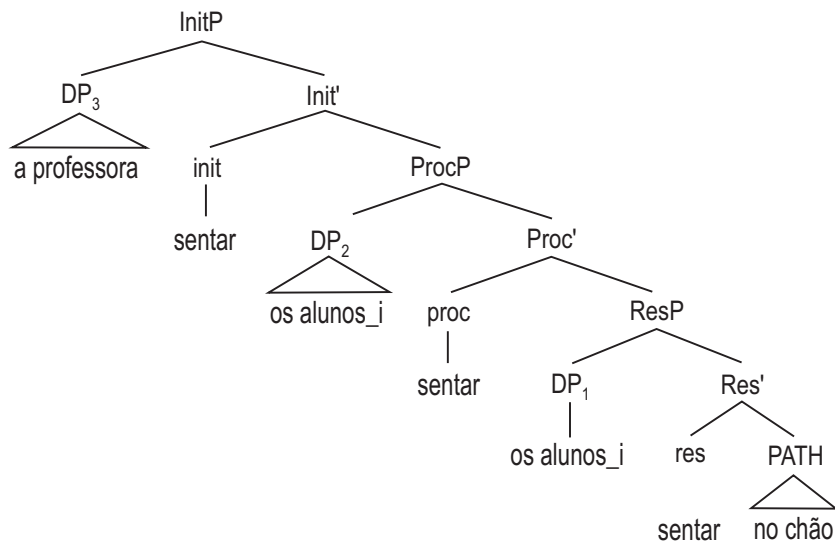 InitP
DP₃ Init'
a professora init ProcP
sentar DP₂ Proc'
os alunos_i proc ResP
sentar DP₁ Res'
os alunos_i res PATH
sentar no chão